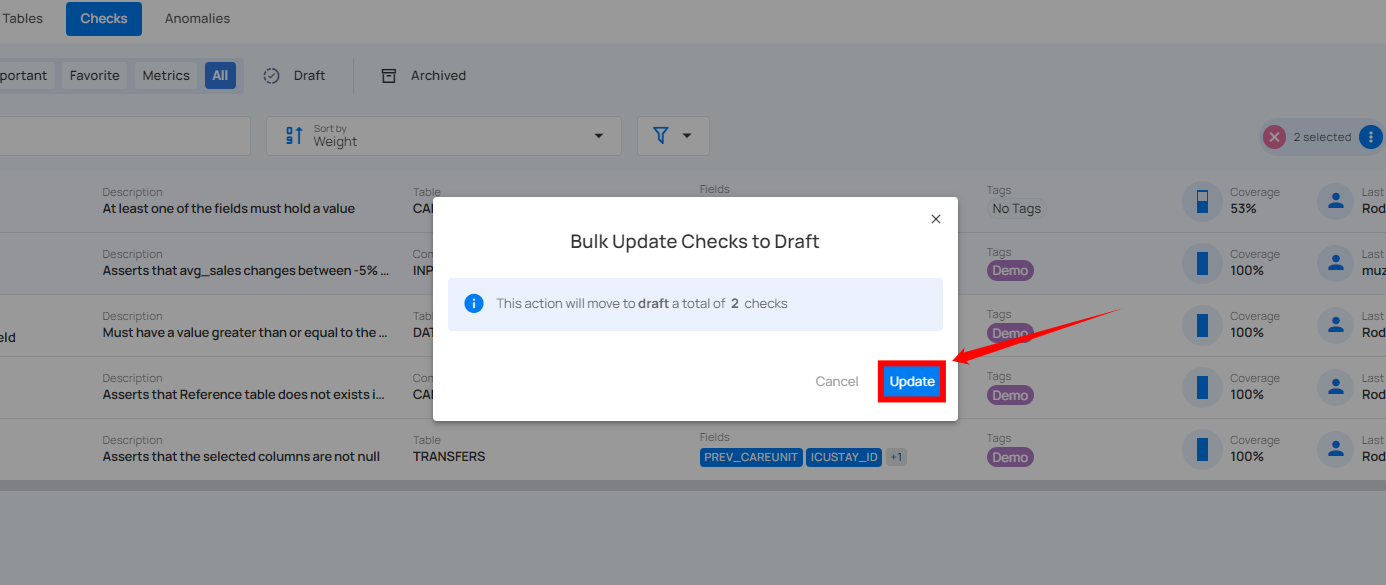 Tables Checks Anomalies
portant Favorite Metrics All Draft Archived
Sort by
Weight
2 selected
Description Table Fields Tags Coverage Last
At least one of the fields must hold a value CA No Tags 53% Rod
Bulk Update Checks to Draft
Description Con Tags Coverage Last
Asserts that avg_sales changes between -5% ... INP Demo 100% muz
This action will move to draft a total of 2 checks
Description Tabl Tags Coverage Last
eld Must have a value greater than or equal to the ... DAT Demo 100% Rod
Description Con Tags Coverage Last
Cancel Update
Asserts that Reference table does not exists i... CA Demo 100% Rod
Description Table Fields Tags Coverage Last
Asserts that the selected columns are not null TRANSFERS PREV_CAREUNIT ICUSTAY_ID +1 Demo 100% Rod